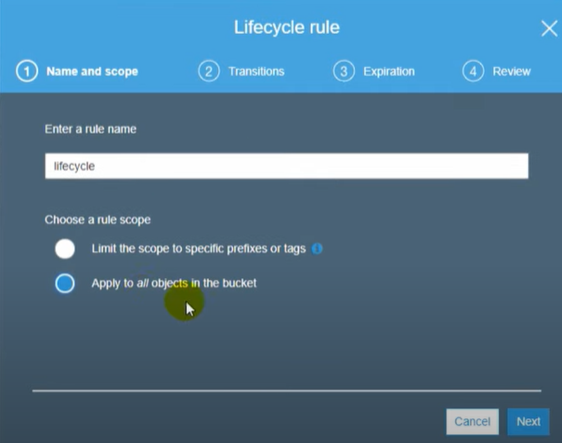 Lifecycle rule
1 Name and scope 2 Transitions 3 Expiration 4 Review
Enter a rule name
lifecycle
Choose a rule scope
Limit the scope to specific prefixes or tags i
Apply to all objects in the bucket
Cancel Next